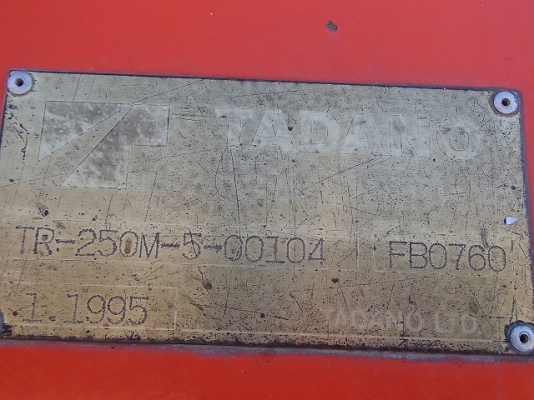 TADANO
TR-250M-5-00104 FB0760
1.1995
TADANO LTD.